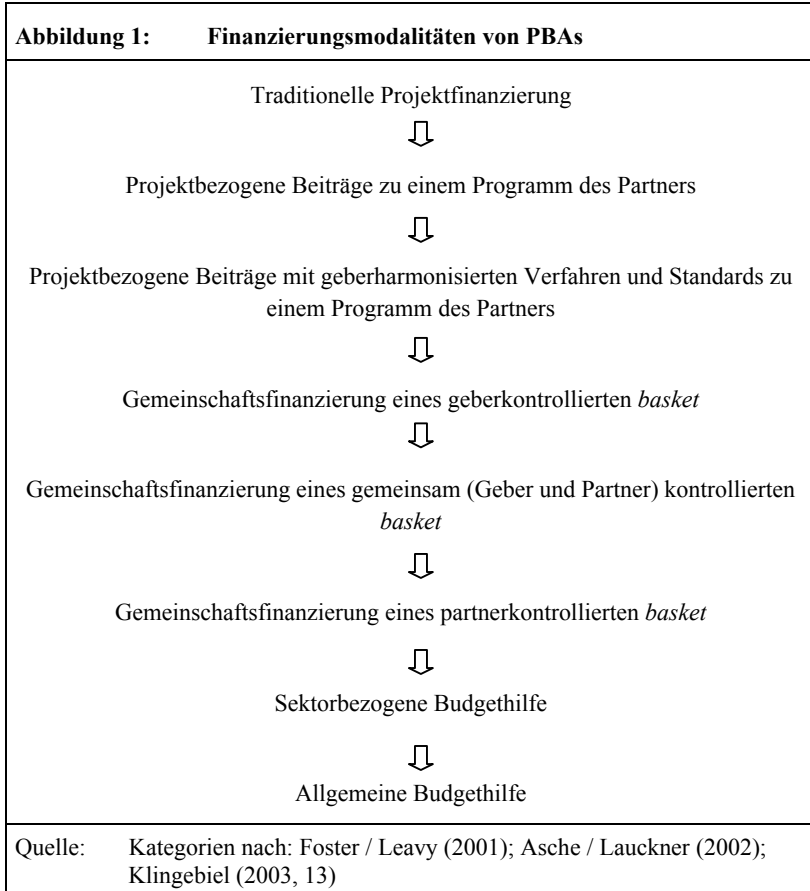 Abbildung 1: Finanzierungsmodalitäten von PBAs
Traditionelle Projektfinanzierung
⇩
Projektbezogene Beiträge zu einem Programm des Partners
⇩
Projektbezogene Beiträge mit geberharmonisierten Verfahren und Standards zu
einem Programm des Partners
⇩
Gemeinschaftsfinanzierung eines geberkontrollierten basket
⇩
Gemeinschaftsfinanzierung eines gemeinsam (Geber und Partner) kontrollierten
basket
⇩
Gemeinschaftsfinanzierung eines partnerkontrollierten basket
⇩
Sektorbezogene Budgethilfe
⇩
Allgemeine Budgethilfe
Quelle: Kategorien nach: Foster / Leavy (2001); Asche / Lauckner (2002);
Klingebiel (2003, 13)